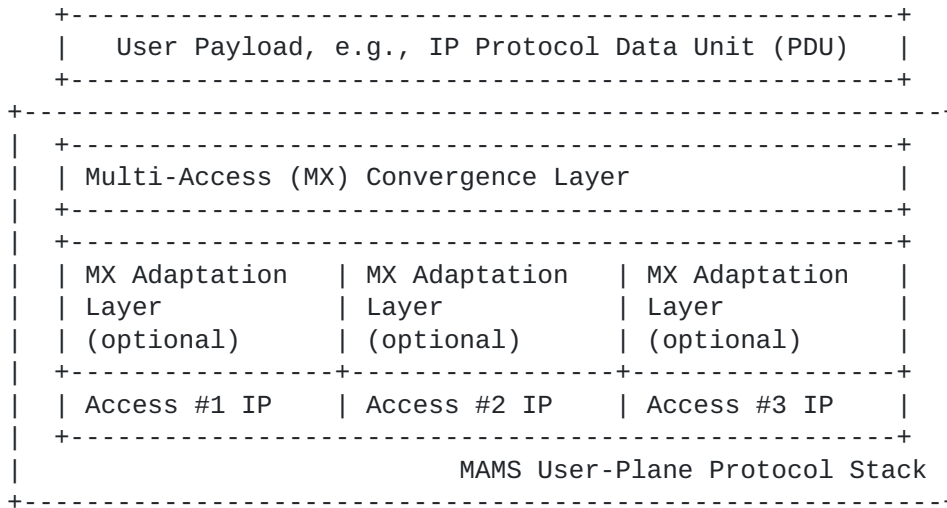 User Payload, e.g., IP Protocol Data Unit (PDU)
Multi-Access (MX) Convergence Layer
MX Adaptation | MX Adaptation | MX Adaptation
Layer | Layer | Layer
(optional) | (optional) | (optional)
Access #1 IP | Access #2 IP | Access #3 IP
MAMS User-Plane Protocol Stack